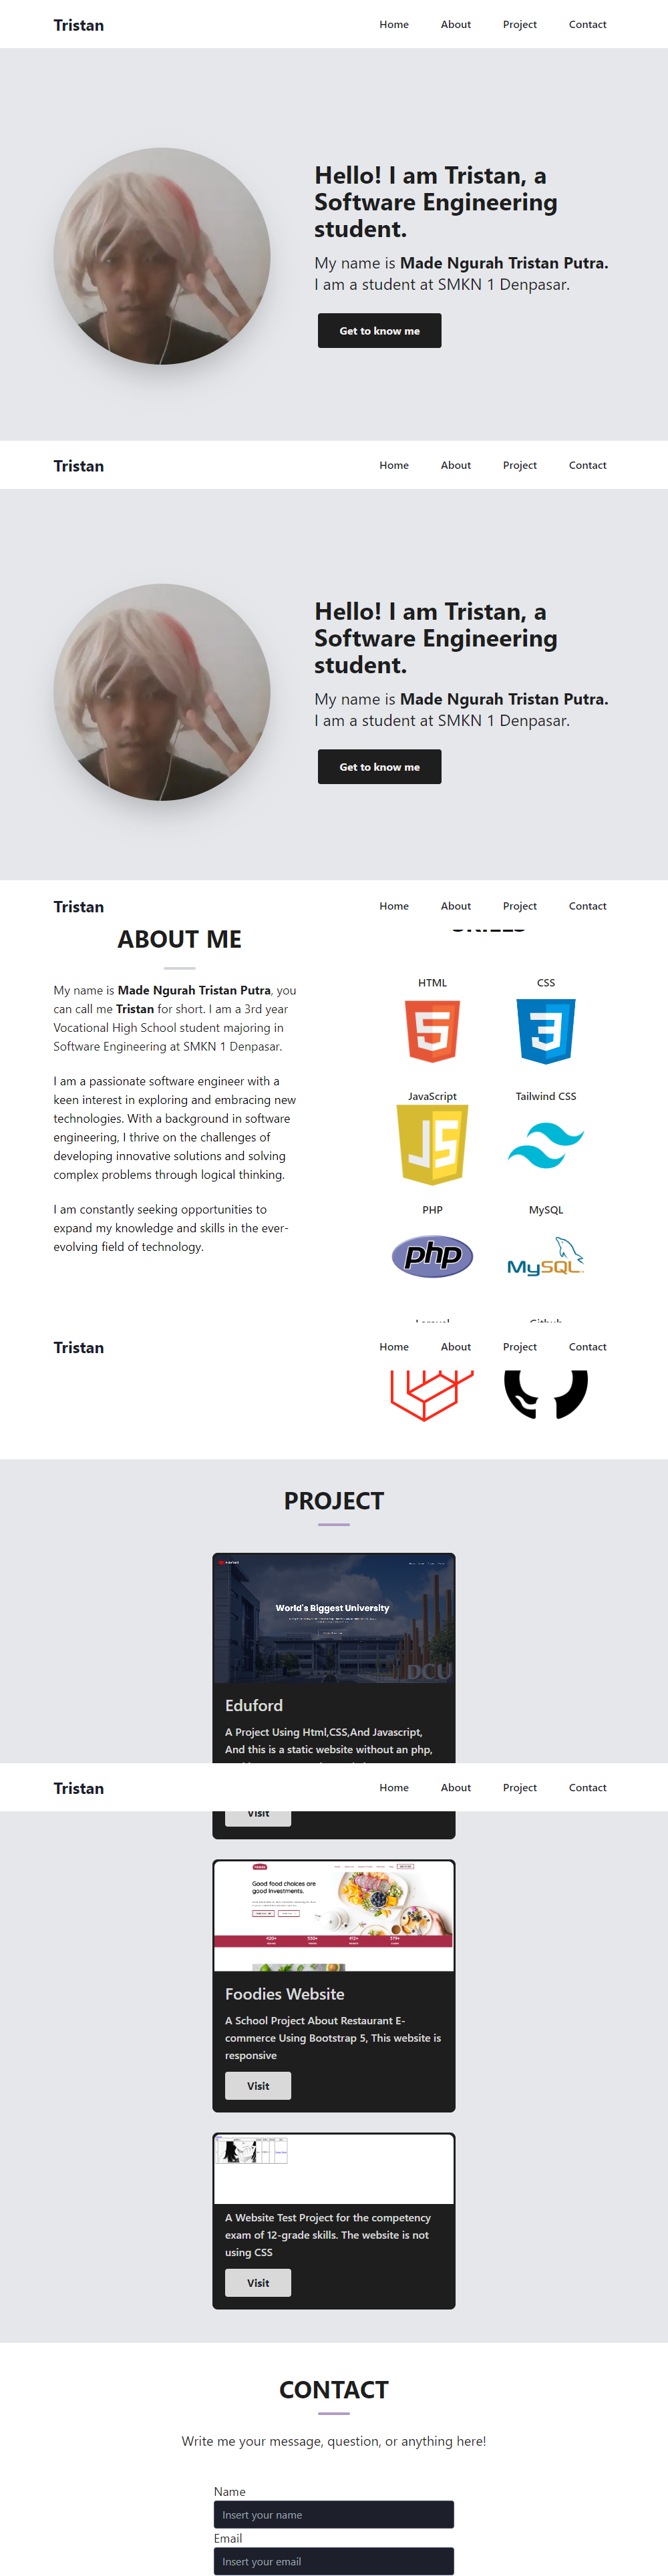 Tristan
Home About Project Contact
Hello! I am Tristan, a
Software Engineering
student.
My name is Made Ngurah Tristan Putra.
I am a student at SMKN 1 Denpasar.
Get to know me
Tristan
Home About Project Contact
Hello! I am Tristan, a
Software Engineering
student.
My name is Made Ngurah Tristan Putra.
I am a student at SMKN 1 Denpasar.
Get to know me
Tristan
Home About Project Contact
ABOUT ME
My name is Made Ngurah Tristan Putra, you
can call me Tristan for short. I am a 3rd year
Vocational High School student majoring in
Software Engineering at SMKN 1 Denpasar.
I am a passionate software engineer with a
keen interest in exploring and embracing new
technologies. With a background in software
engineering, I thrive on the challenges of
developing innovative solutions and solving
complex problems through logical thinking.
I am constantly seeking opportunities to
expand my knowledge and skills in the ever-
evolving field of technology.
SKILLS
HTML CSS
JavaScript Tailwind CSS
JS
PHP MySQL
php MySQL
Laravel Github
Tristan
Home About Project Contact
PROJECT
World's Biggest University
DCU
Eduford
A Project Using Html,CSS,And Javascript,
And this is a static website without an php,
Tristan
Home About Project Contact
Visit
Good food choices are
good investments.
Foodies Website
A School Project About Restaurant E-
commerce Using Bootstrap 5, This website is
responsive
Visit
A Website Test Project for the competency
exam of 12-grade skills. The website is not
using CSS
Visit
CONTACT
Write me your message, question, or anything here!
Name
Insert your name
Email
Insert your email